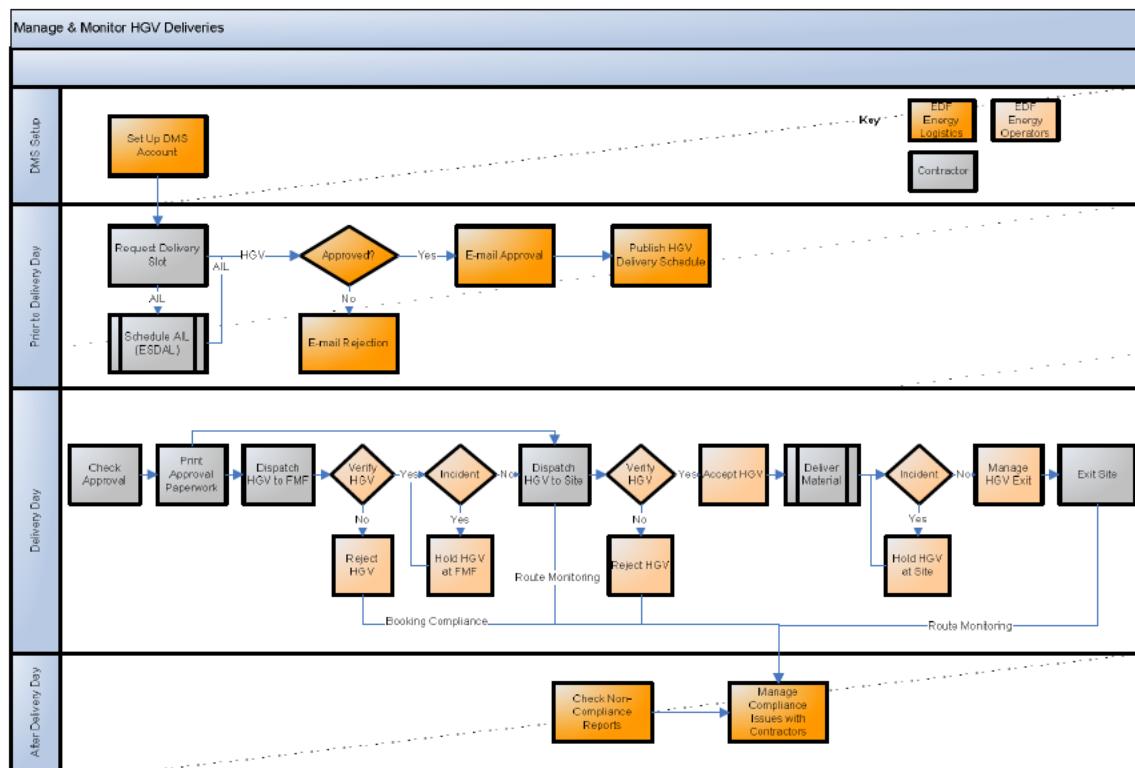 Manage & Monitor HGV Deliveries
DMS Setup
Set Up DMS
Account
Key
EDF
Energy
Logistics
EDF
Energy
Operators
Contractor
Prior to Delivery Day
Request Delivery
Slot
HGV
AIL
Approved?
Yes
E-mail Approval
Publish HGV
Delivery Schedule
AIL
No
Schedule AIL
(ESDAL)
E-mail Rejection
Delivery Day
Check
Approval
Print
Approval
Paperwork
Dispatch
HGV to FMF
Verify
HGV
Yes
Incident
No
Dispatch
HGV to Site
Verify
HGV
Yes
Accept HGV
Deliver
Material
Incident
No
Manage
HGV Exit
Exit Site
No
Yes
No
Yes
Reject
HGV
Hold HGV
at FMF
Route Monitoring
Reject HGV
Hold HGV
at Site
Booking Compliance
Route Monitoring
After Delivery Day
Check Non-
Compliance
Reports
Manage
Compliance
Issues with
Contractors